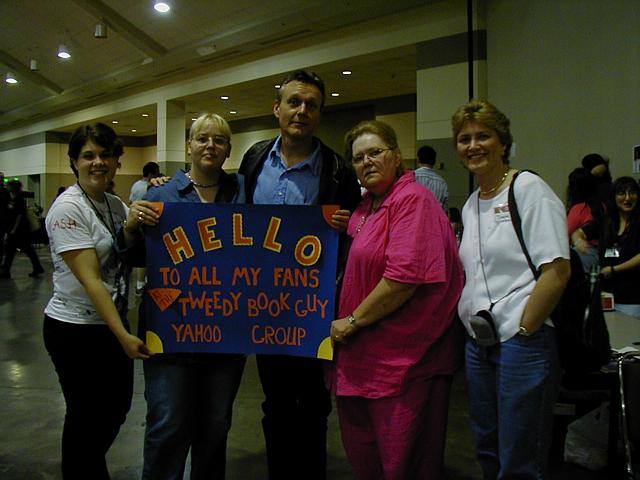 HELLO
TO ALL MY FANS
TWEEDY BOOK GUY
YAHOO GROUP